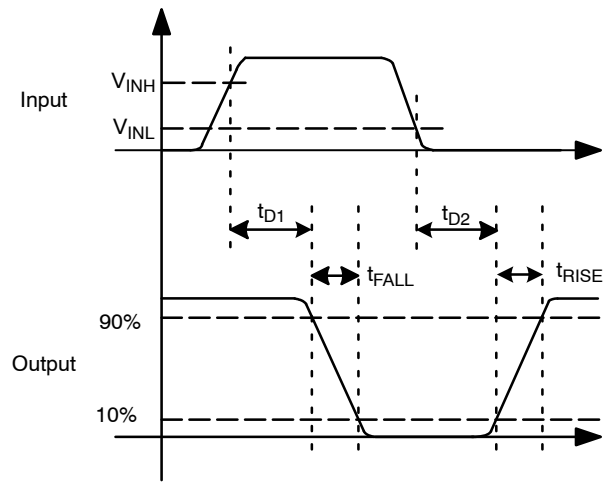 V_INH
Input
V_INL
t_D1
t_D2
t_FALL
t_RISE
90%
Output
10%